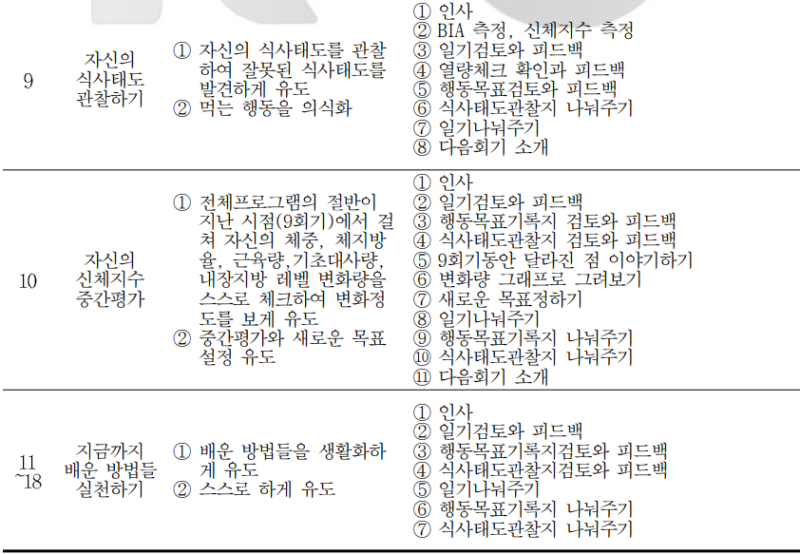 9
자신의
식사태도
관찰하기
① 자신의 식사태도를 관찰
하여 잘못된 식사태도를
발견하게 유도
② 먹는 행동을 의식화
① 인사
② BIA 측정, 신체지수 측정
③ 일기검토와 피드백
④ 열량체크 확인과 피드백
⑤ 행동목표검토와 피드백
⑥ 식사태도관찰지 나눠주기
⑦ 일기나눠주기
⑧ 다음회기 소개
10
자신의
신체지수
중간평가
① 전체프로그램의 절반이
지난 시점(9회기)에서 걸
쳐 자신의 체중, 체지방
율, 근육량,기초대사량,
내장지방 레벨 변화량을
스스로 체크하여 변화정
도를 보게 유도
② 중간평가와 새로운 목표
설정 유도
① 인사
② 일기검토와 피드백
③ 행동목표기록지 검토와 피드백
④ 식사태도관찰지 검토와 피드백
⑤ 9회기동안 달라진 점 이야기하기
⑥ 변화량 그래프로 그려보기
⑦ 새로운 목표정하기
⑧ 일기나눠주기
⑨ 행동목표기록지 나눠주기
⑩ 식사태도관찰지 나눠주기
⑪ 다음회기 소개
11
~18
지금까지
배운 방법들
실천하기
① 배운 방법들을 생활화하
게 유도
② 스스로 하게 유도
① 인사
② 일기검토와 피드백
③ 행동목표기록지검토와 피드백
④ 식사태도관찰지검토와 피드백
⑤ 일기나눠주기
⑥ 행동목표기록지 나눠주기
⑦ 식사태도관찰지 나눠주기